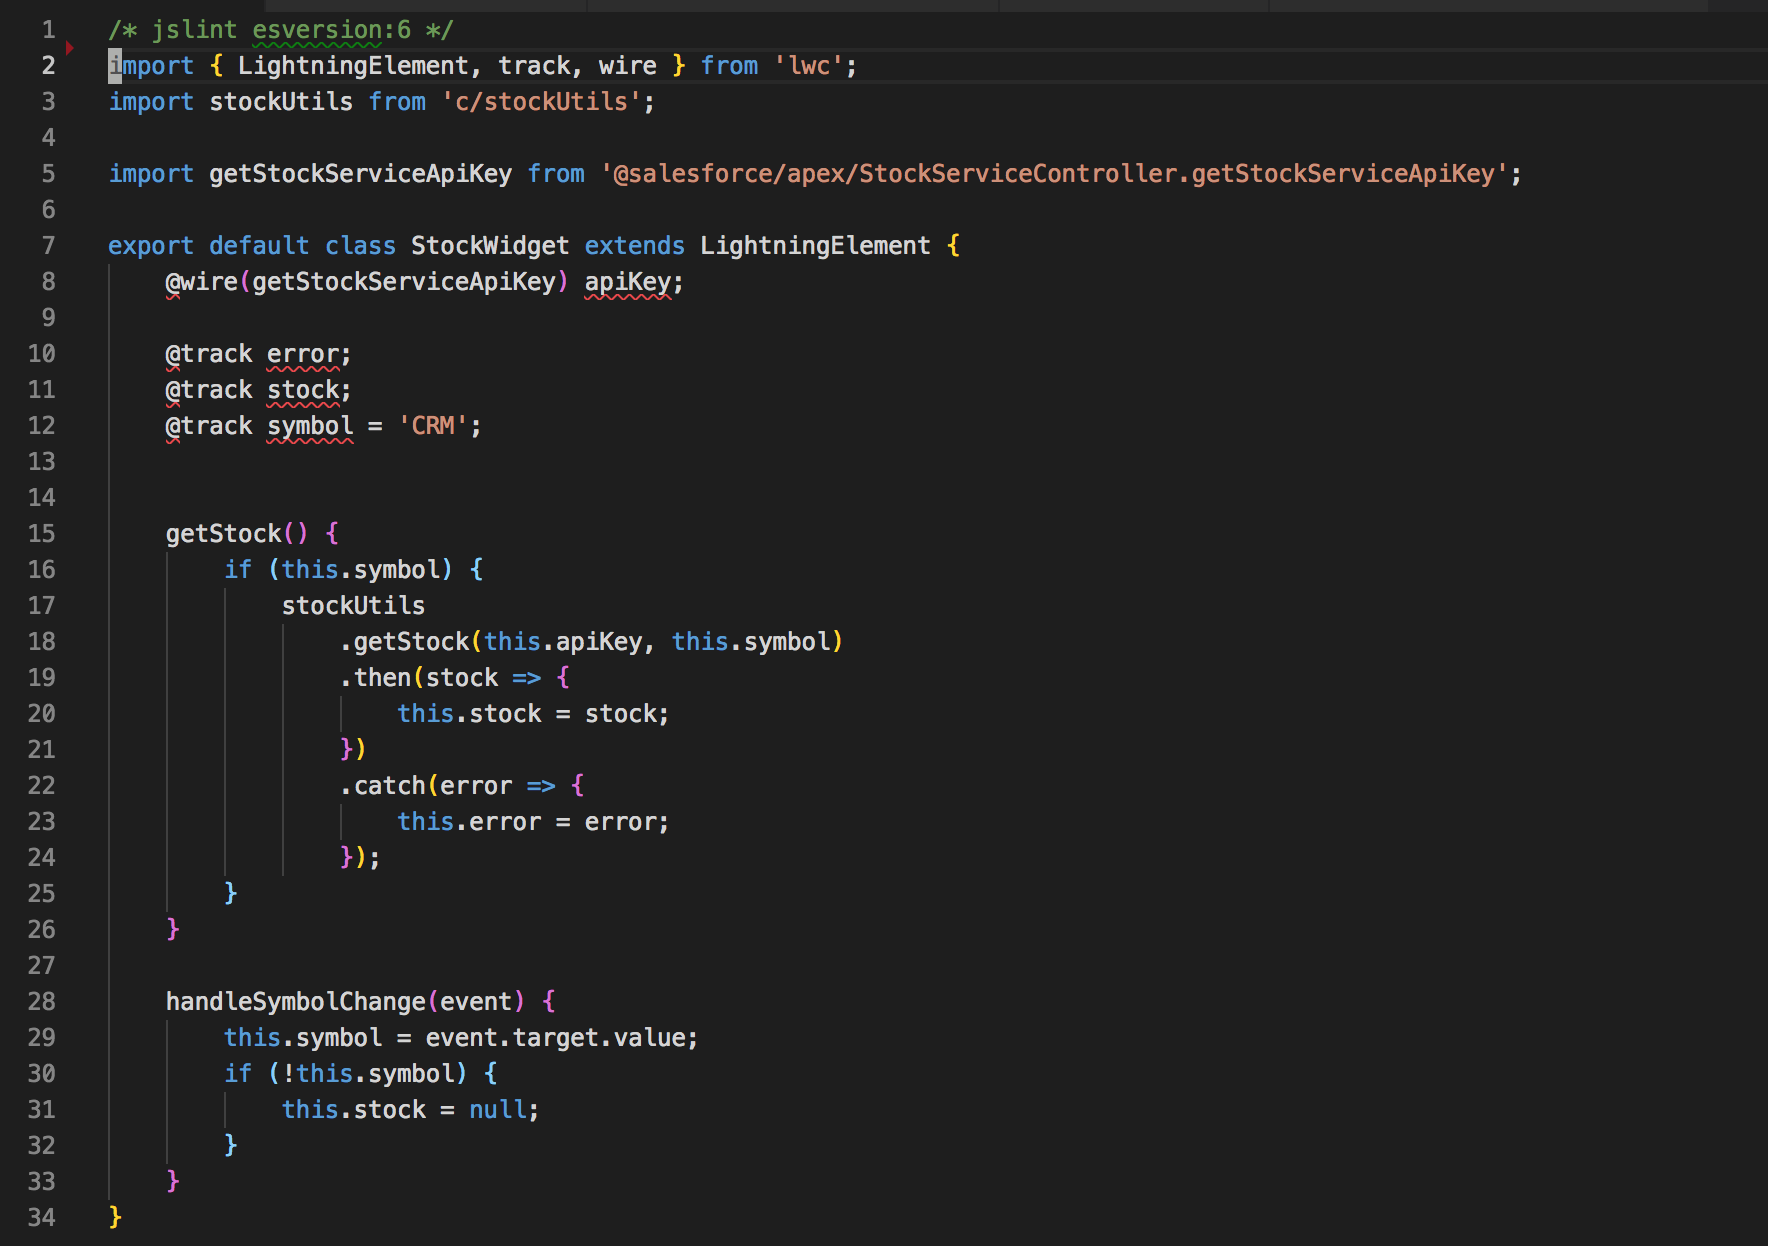 1 /* jslint esversion:6 */
2 import { LightningElement, track, wire } from 'lwc';
3 import stockUtils from 'c/stockUtils';
4
5 import getStockServiceApiKey from '@salesforce/apex/StockServiceController.getStockServiceApiKey';
6
7 export default class StockWidget extends LightningElement {
8     @wire(getStockServiceApiKey) apiKey;
9
10     @track error;
11     @track stock;
12     @track symbol = 'CRM';
13
14
15     getStock() {
16         if (this.symbol) {
17             stockUtils
18                 .getStock(this.apiKey, this.symbol)
19                 .then(stock => {
20                     this.stock = stock;
21                 })
22                 .catch(error => {
23                     this.error = error;
24                 });
25         }
26     }
27
28     handleSymbolChange(event) {
29         this.symbol = event.target.value;
30         if (!this.symbol) {
31             this.stock = null;
32         }
33     }
34 }